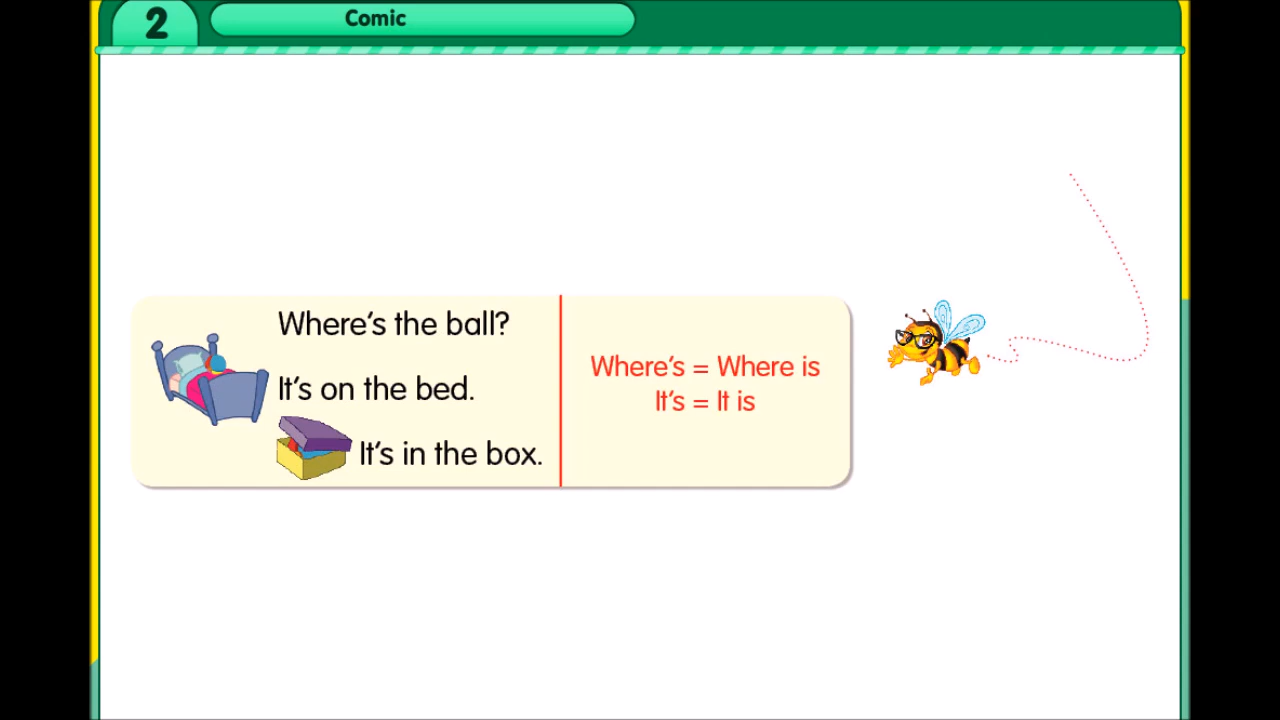 2
Comic
Where's the ball?
It's on the bed.
It's in the box.
Where's = Where is
It's = It is